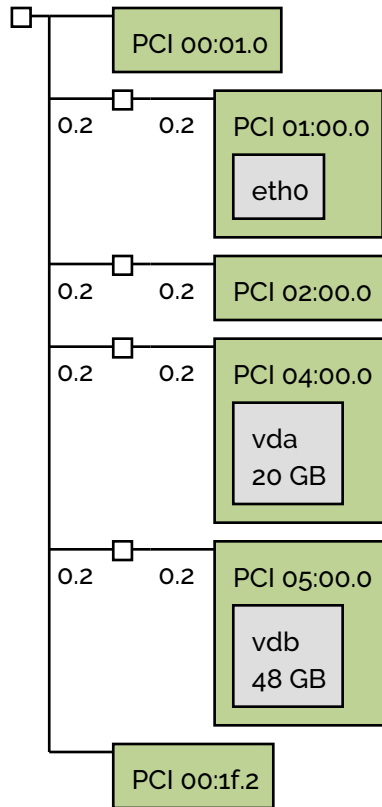 PCI 00:01.0
0.2 0.2
PCI 01:00.0
eth0
0.2 0.2
PCI 02:00.0
0.2 0.2
PCI 04:00.0
vda
20 GB
0.2 0.2
PCI 05:00.0
vdb
48 GB
PCI 00:1f.2